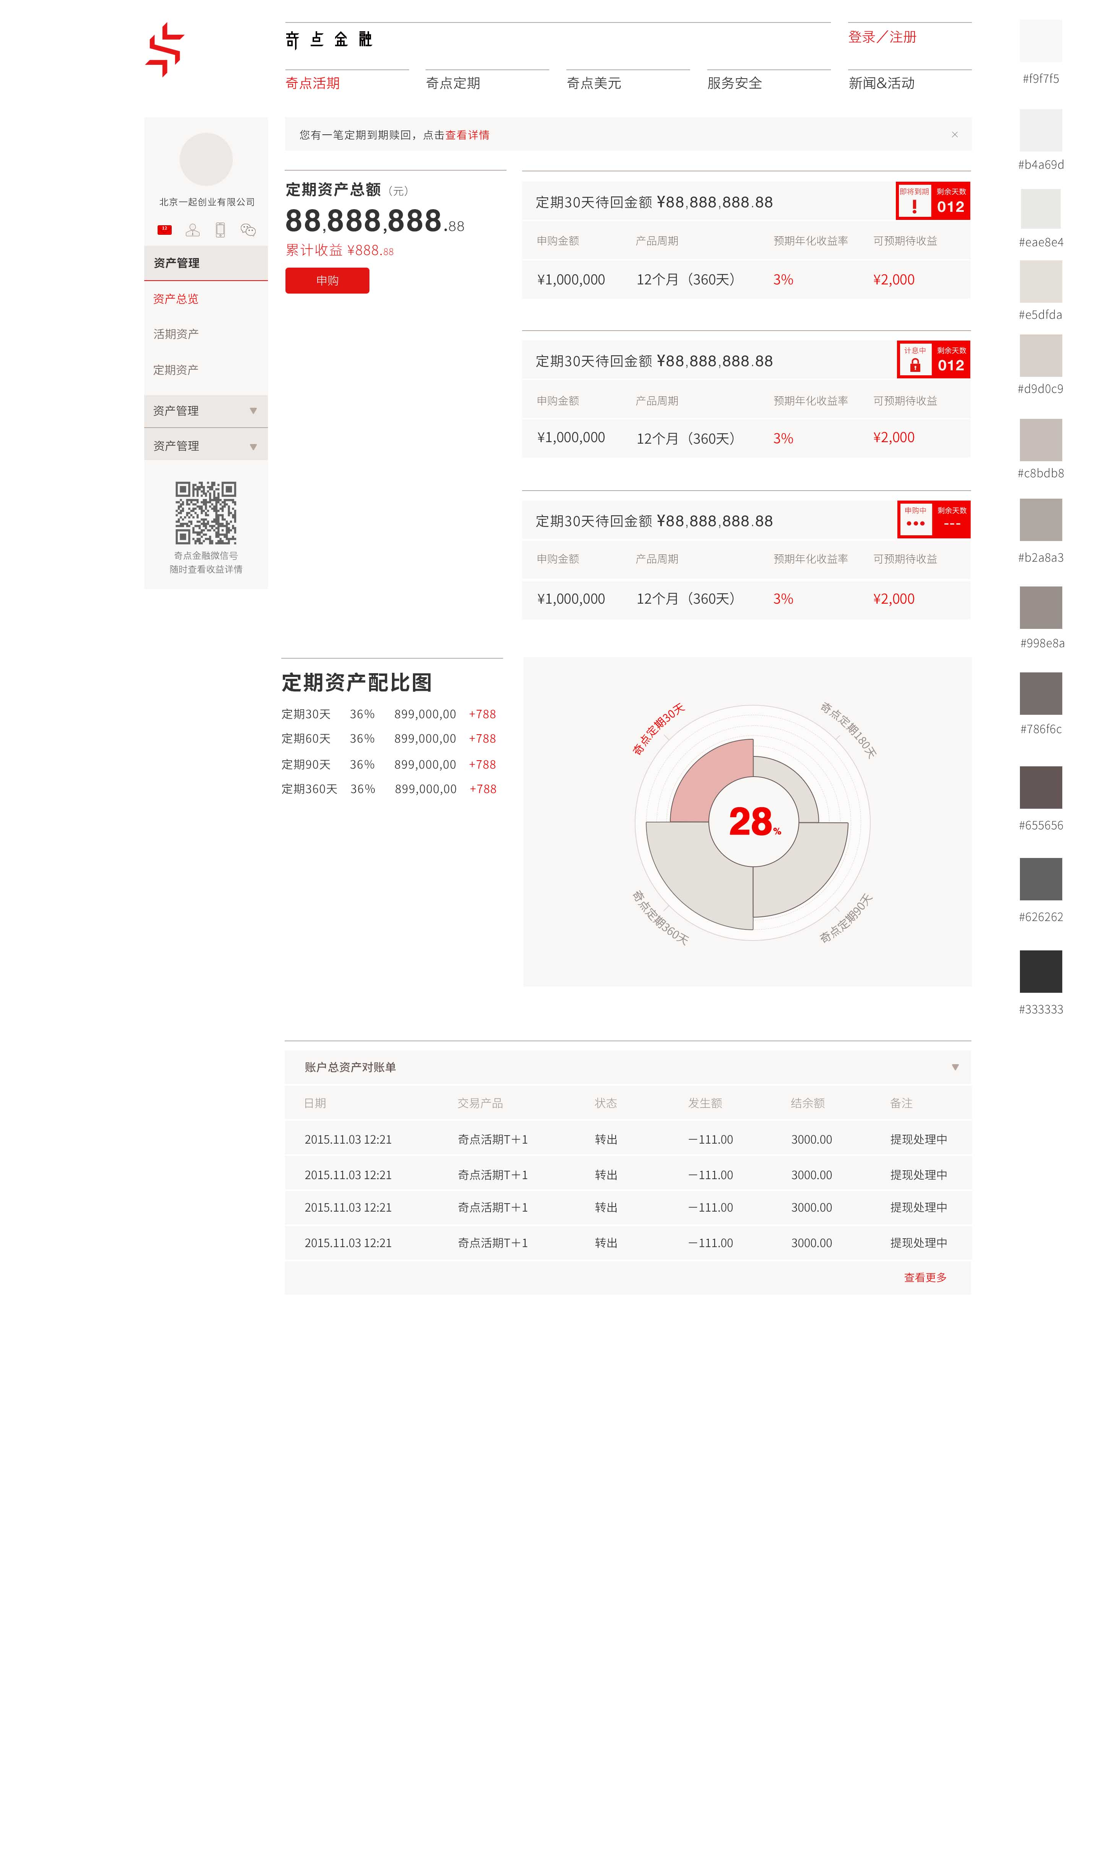 奇点金融
登录／注册
奇点活期 奇点定期 奇点美元 服务安全 新闻&活动
您有一笔定期到期赎回，点击查看详情 ×
北京一起创业有限公司
资产管理
资产总览
活期资产
定期资产
资产管理
资产管理
奇点金融微信号
随时查看收益详情
定期资产总额（元）
88,888,888.88
累计收益 ¥888.88
申购
定期30天待回金额 ¥88,888,888.88
即将到期 剩余天数
! 012
申购金额 产品周期 预期年化收益率 可预期待收益
¥1,000,000 12个月（360天） 3% ¥2,000
定期30天待回金额 ¥88,888,888.88
计息中 剩余天数
012
申购金额 产品周期 预期年化收益率 可预期待收益
¥1,000,000 12个月（360天） 3% ¥2,000
定期30天待回金额 ¥88,888,888.88
申购中 剩余天数
---
申购金额 产品周期 预期年化收益率 可预期待收益
¥1,000,000 12个月（360天） 3% ¥2,000
定期资产配比图
定期30天 36% 899,000,00 +788
定期60天 36% 899,000,00 +788
定期90天 36% 899,000,00 +788
定期360天 36% 899,000,00 +788
奇点定期30天
奇点定期180天
28%
奇点定期360天
奇点定期90天
账户总资产对账单
日期 交易产品 状态 发生额 结余额 备注
2015.11.03 12:21 奇点活期T＋1 转出 －111.00 3000.00 提现处理中
2015.11.03 12:21 奇点活期T＋1 转出 －111.00 3000.00 提现处理中
2015.11.03 12:21 奇点活期T＋1 转出 －111.00 3000.00 提现处理中
2015.11.03 12:21 奇点活期T＋1 转出 －111.00 3000.00 提现处理中
查看更多
#f9f7f5
#b4a69d
#eae8e4
#e5dfda
#d9d0c9
#c8bdb8
#b2a8a3
#998e8a
#786f6c
#655656
#626262
#333333